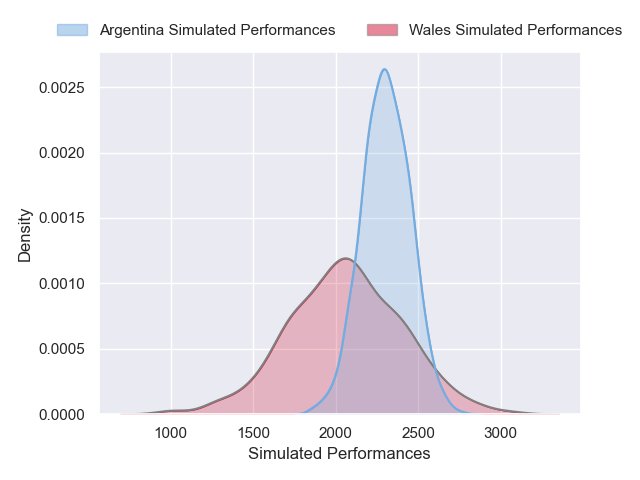 Argentina Simulated Performances Wales Simulated Performances
0.0025
0.0020
0.0015
0.0010
0.0005
0.0000
Density
1000 1500 2000 2500 3000
Simulated Performances